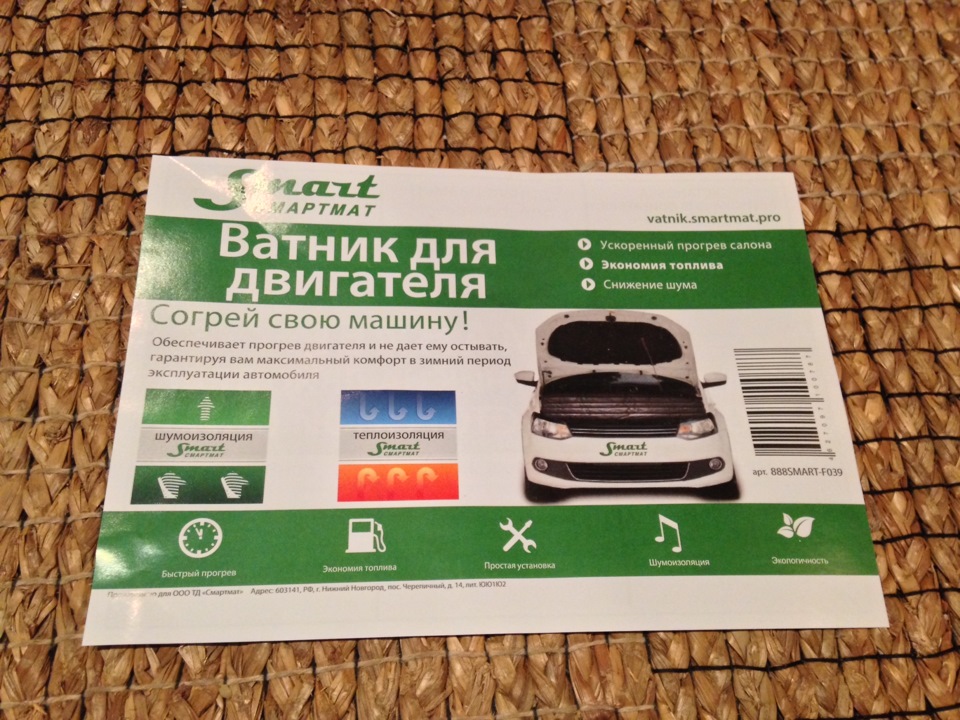 Smart
СМАРТМАТ
vatnik.smartmat.pro
Ватник для
двигателя
Ускоренный прогрев салона
Экономия топлива
Снижение шума
Согрей свою машину!
Обеспечивает прогрев двигателя и не дает ему остывать,
гарантируя вам максимальный комфорт в зимний период
эксплуатации автомобиля
шумоизоляция
Smart
СМАРТМАТ
теплоизоляция
Smart
СМАРТМАТ
Smart
СМАРТМАТ
арт. 888SMART-F039
Быстрый прогрев
Экономия топлива
Простая установка
Шумоизоляция
Экологичность
для ООО ТД «Смартмат» Адрес: 603141, РФ, г. Нижний Новгород, пос. Черепичный, д. 14, лит.